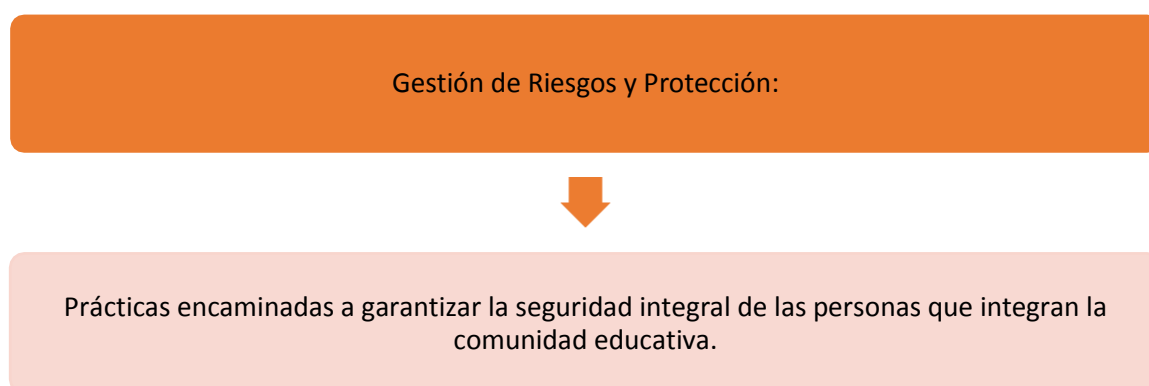 Gestión de Riesgos y Protección:
Prácticas encaminadas a garantizar la seguridad integral de las personas que integran la
comunidad educativa.